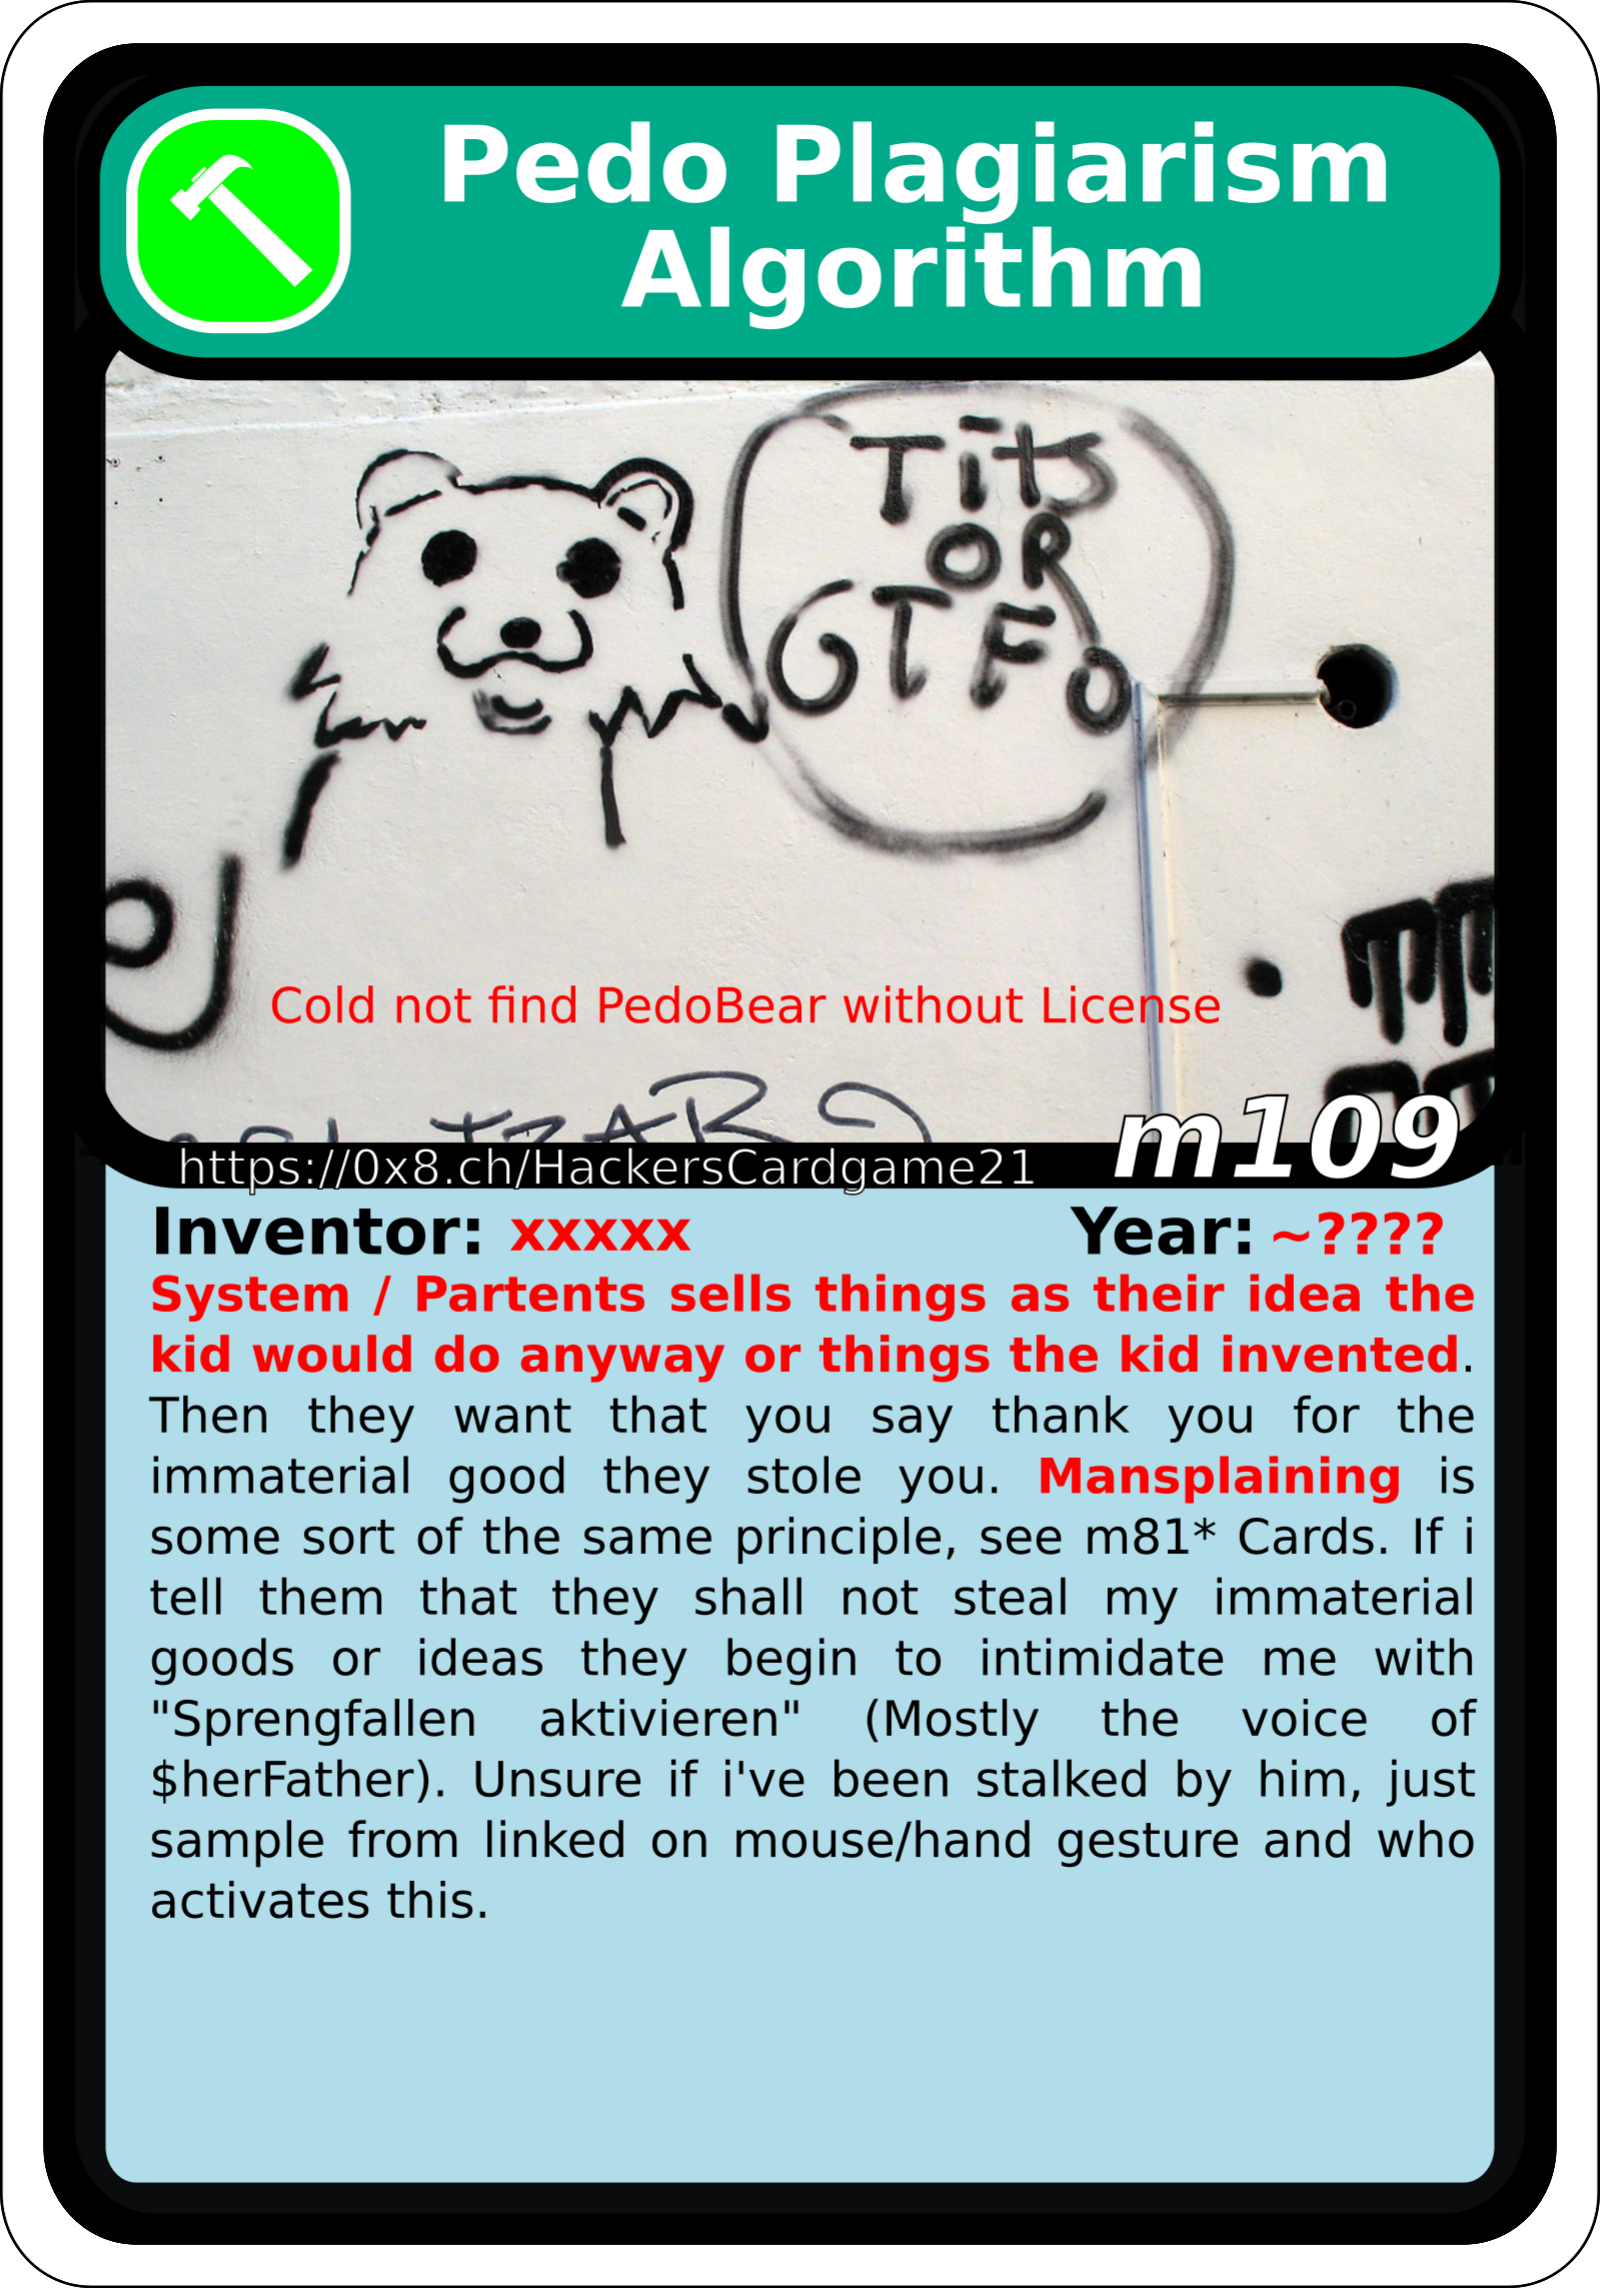 Pedo Plagiarism
Algorithm
Tits
OR
GTFO
Cold not find PedoBear without License
m109
https://0x8.ch/HackersCardgame21
Inventor: xxxxx Year: ~????
System / Partents sells things as their idea the
kid would do anyway or things the kid invented.
Then they want that you say thank you for the
immaterial good they stole you. Mansplaining is
some sort of the same principle, see m81* Cards. If i
tell them that they shall not steal my immaterial
goods or ideas they begin to intimidate me with
"Sprengfallen aktivieren" (Mostly the voice of
$herFather). Unsure if i've been stalked by him, just
sample from linked on mouse/hand gesture and who
activates this.